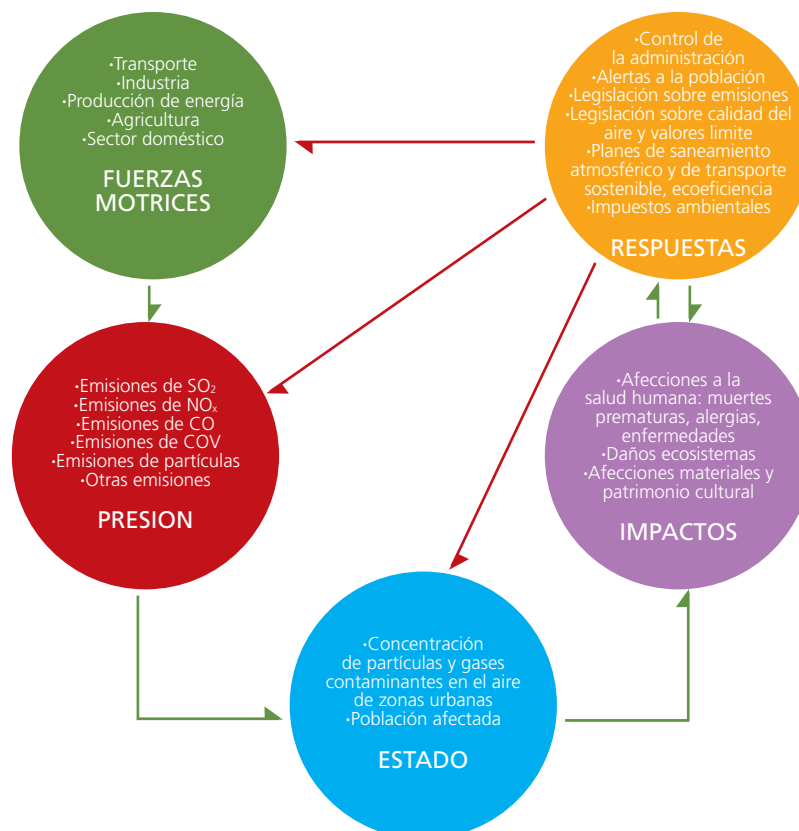 •Transporte
•Industria
•Producción de energía
•Agricultura
•Sector doméstico
FUERZAS
MOTRICES
•Control de
la administración
•Alertas a la población
•Legislación sobre emisiones
•Legislación sobre calidad del
aire y valores limite
•Planes de saneamiento
atmosférico y de transporte
sostenible, ecoeficiencia
•Impuestos ambientales
RESPUESTAS
•Emisiones de SO₂
•Emisiones de NOₓ
•Emisiones de CO
•Emisiones de COV
•Emisiones de partículas
•Otras emisiones
PRESION
•Afecciones a la
salud humana: muertes
prematuras, alergias,
enfermedades
•Daños ecosistemas
•Afecciones materiales y
patrimonio cultural
IMPACTOS
•Concentración
de partículas y gases
contaminantes en el aire
de zonas urbanas
•Población afectada
ESTADO